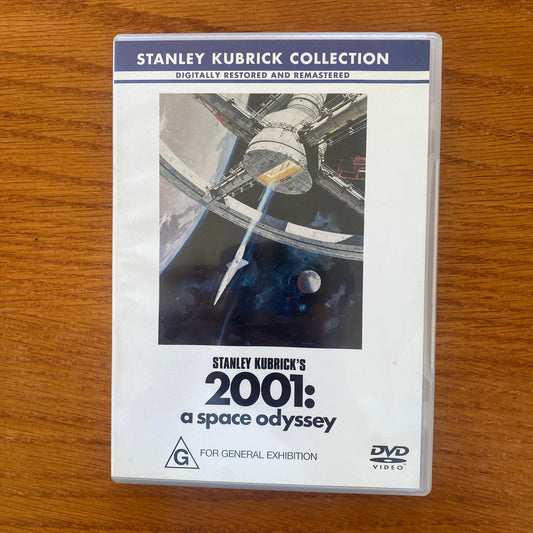 STANLEY KUBRICK COLLECTION
DIGITALLY RESTORED AND REMASTERED
STANLEY KUBRICK'S
2001:
a space odyssey
G FOR GENERAL EXHIBITION
DVD
VIDEO